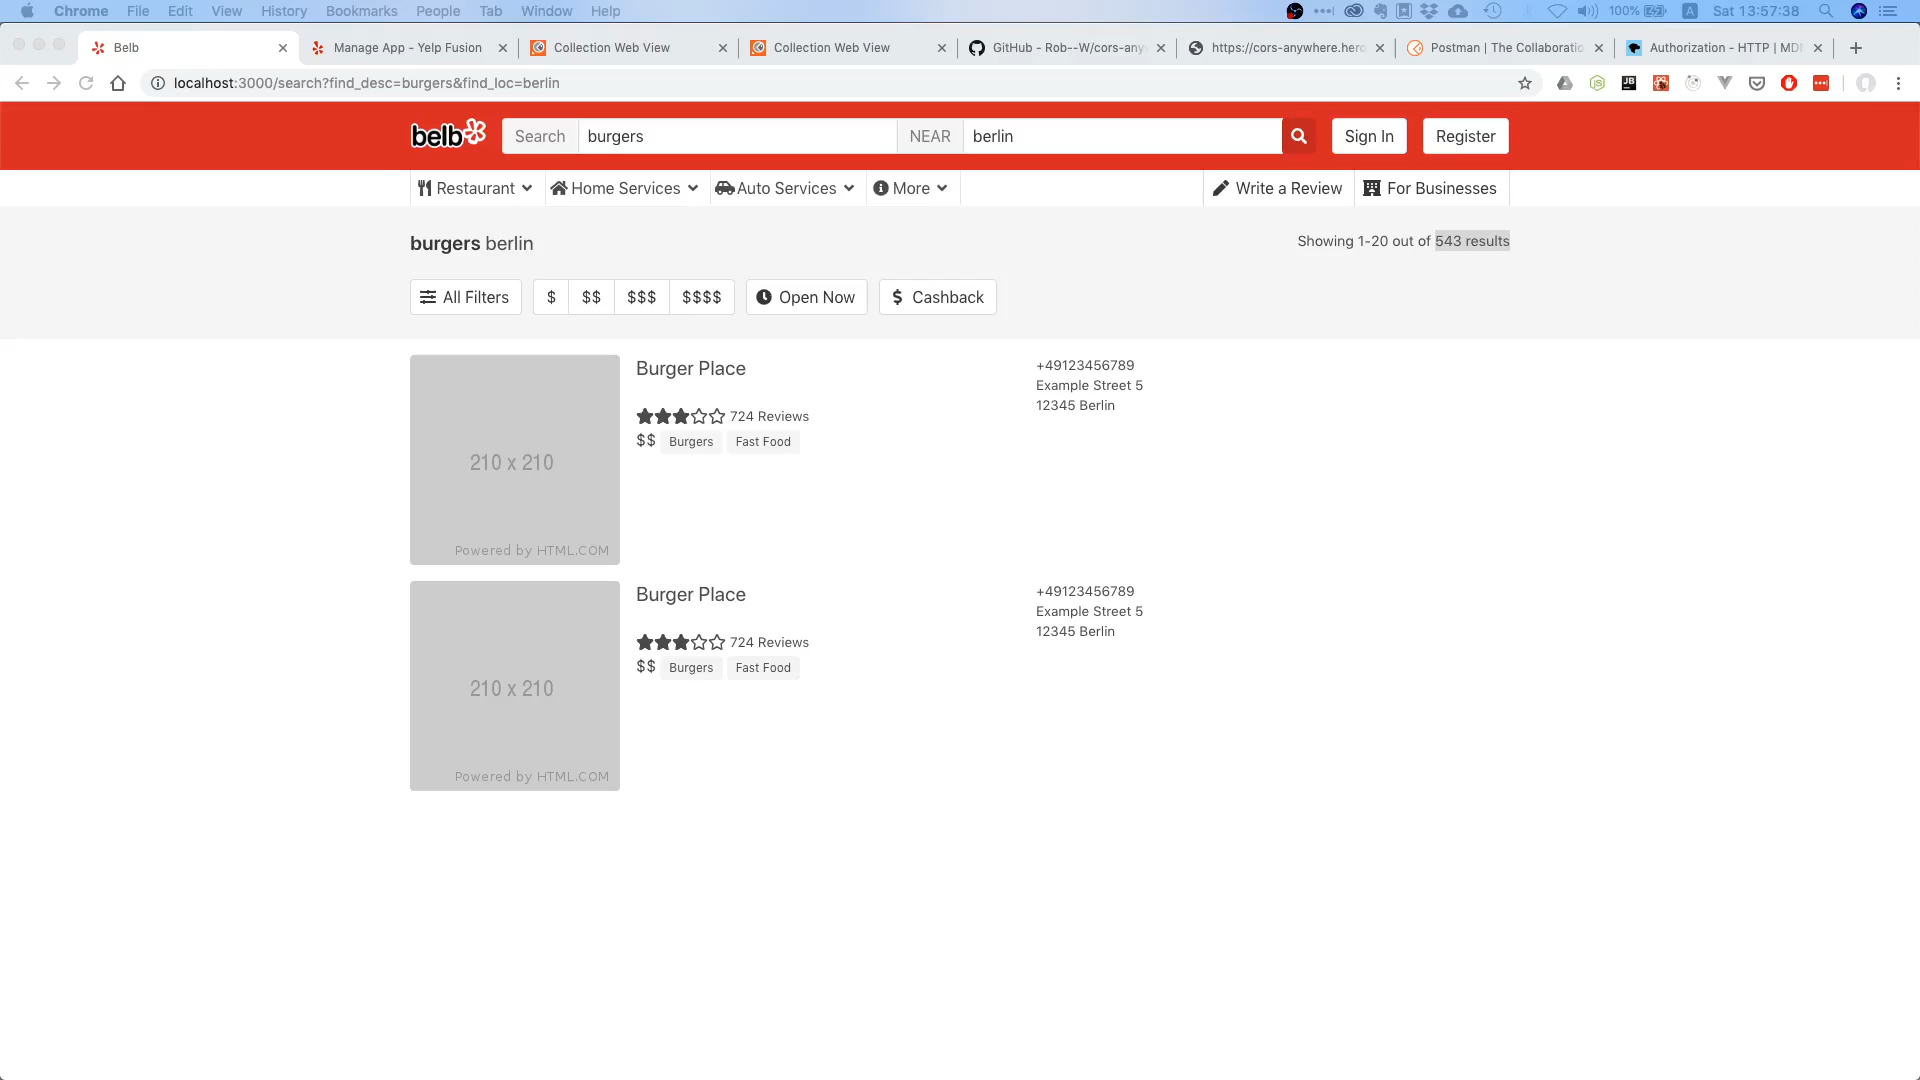 Chrome File Edit View History Bookmarks People Tab Window Help 100% Sat 13:57:38
Belb Manage App - Yelp Fusion Collection Web View Collection Web View GitHub - Rob--W/cors-any https://cors-anywhere.hero Postman | The Collaboratio Authorization - HTTP | MD
localhost:3000/search?find_desc=burgers&find_loc=berlin
belb Search burgers NEAR berlin Sign In Register
Restaurant Home Services Auto Services More Write a Review For Businesses
burgers berlin Showing 1-20 out of 543 results
All Filters $ $$ $$$ $$$$ Open Now Cashback
Burger Place
+49123456789
Example Street 5
12345 Berlin
724 Reviews
$$ Burgers Fast Food
210 x 210
Powered by HTML.COM
Burger Place
+49123456789
Example Street 5
12345 Berlin
724 Reviews
$$ Burgers Fast Food
210 x 210
Powered by HTML.COM